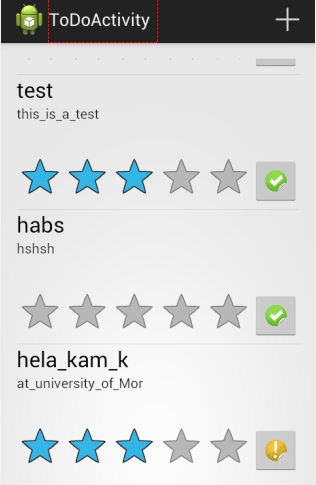 ToDoActivity
test
this_is_a_test
habs
hshsh
hela_kam_k
at_university_of_Mor